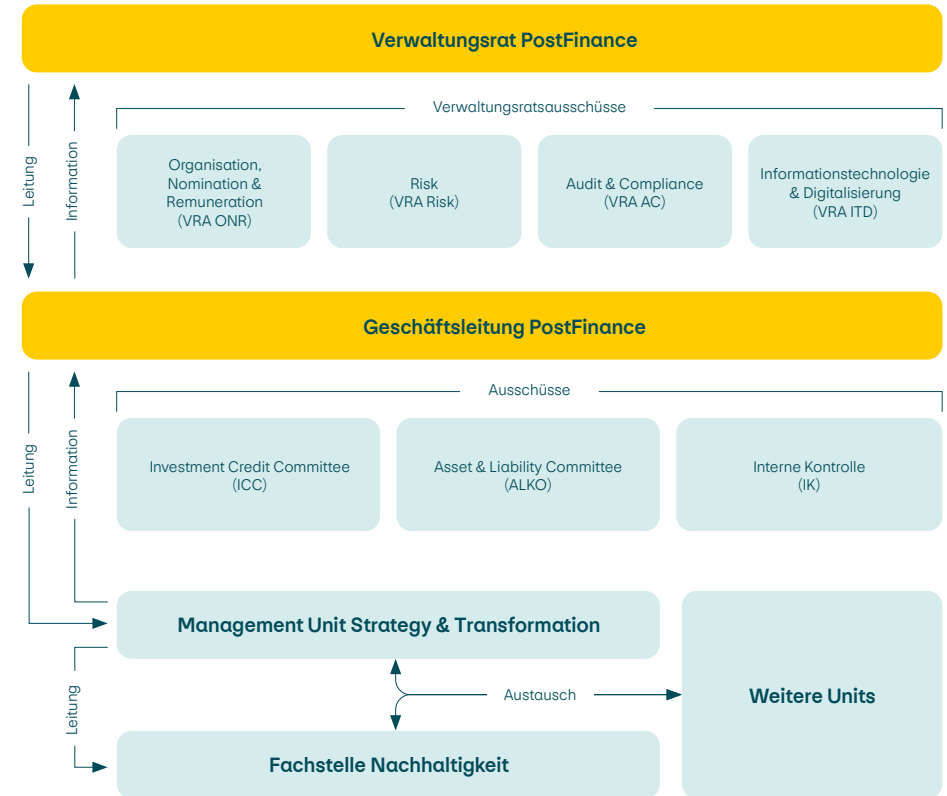 Verwaltungsrat PostFinance
Leitung
Information
Verwaltungsratsausschüsse
Organisation,
Nomination &
Remuneration
(VRA ONR)
Risk
(VRA Risk)
Audit & Compliance
(VRA AC)
Informationstechnologie
& Digitalisierung
(VRA ITD)
Geschäftsleitung PostFinance
Leitung
Information
Ausschüsse
Investment Credit Committee
(ICC)
Asset & Liability Committee
(ALKO)
Interne Kontrolle
(IK)
Management Unit Strategy & Transformation
Leitung
Austausch
Weitere Units
Fachstelle Nachhaltigkeit